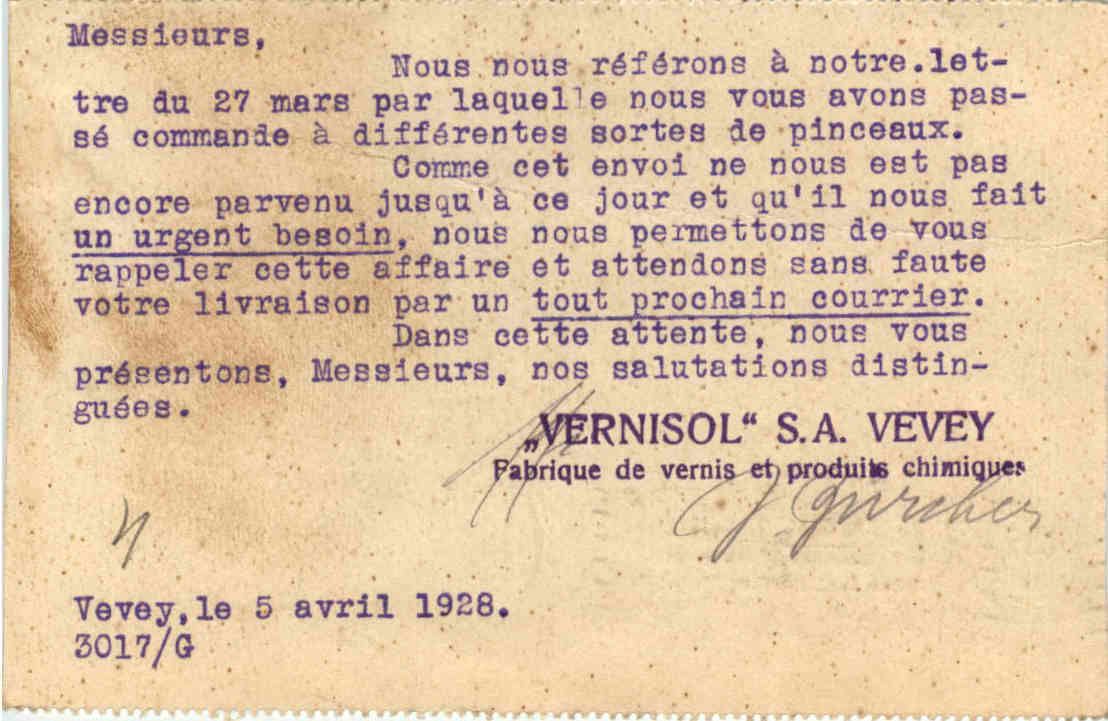 Messieurs,
Nous nous référons à notre.let-
tre du 27 mars par laquelle nous vous avons pas-
sé commande à différentes sortes de pinceaux.
Comme cet envoi ne nous est pas
encore parvenu jusqu'à ce jour et qu'il nous fait
un urgent besoin, nous nous permettons de vous
rappeler cette affaire et attendons sans faute
votre livraison par un tout prochain courrier.
Dans cette attente, nous vous
présentons, Messieurs, nos salutations distin-
guées.
„VERNISOL“ S.A. VEVEY
Fabrique de vernis et produits chimiques
Vevey,le 5 avril 1928.
3017/G